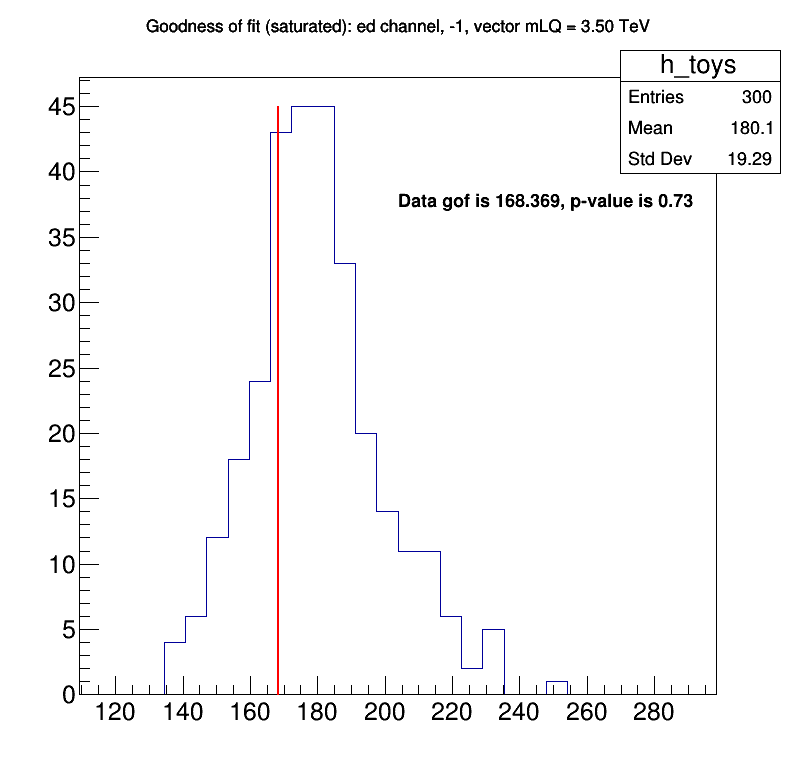 Goodness of fit (saturated): ed channel, -1, vector mLQ = 3.50 TeV
h_toys
Entries 300
Mean 180.1
Std Dev 19.29
Data gof is 168.369, p-value is 0.73
45
40
35
30
25
20
15
10
5
0
120 140 160 180 200 220 240 260 280